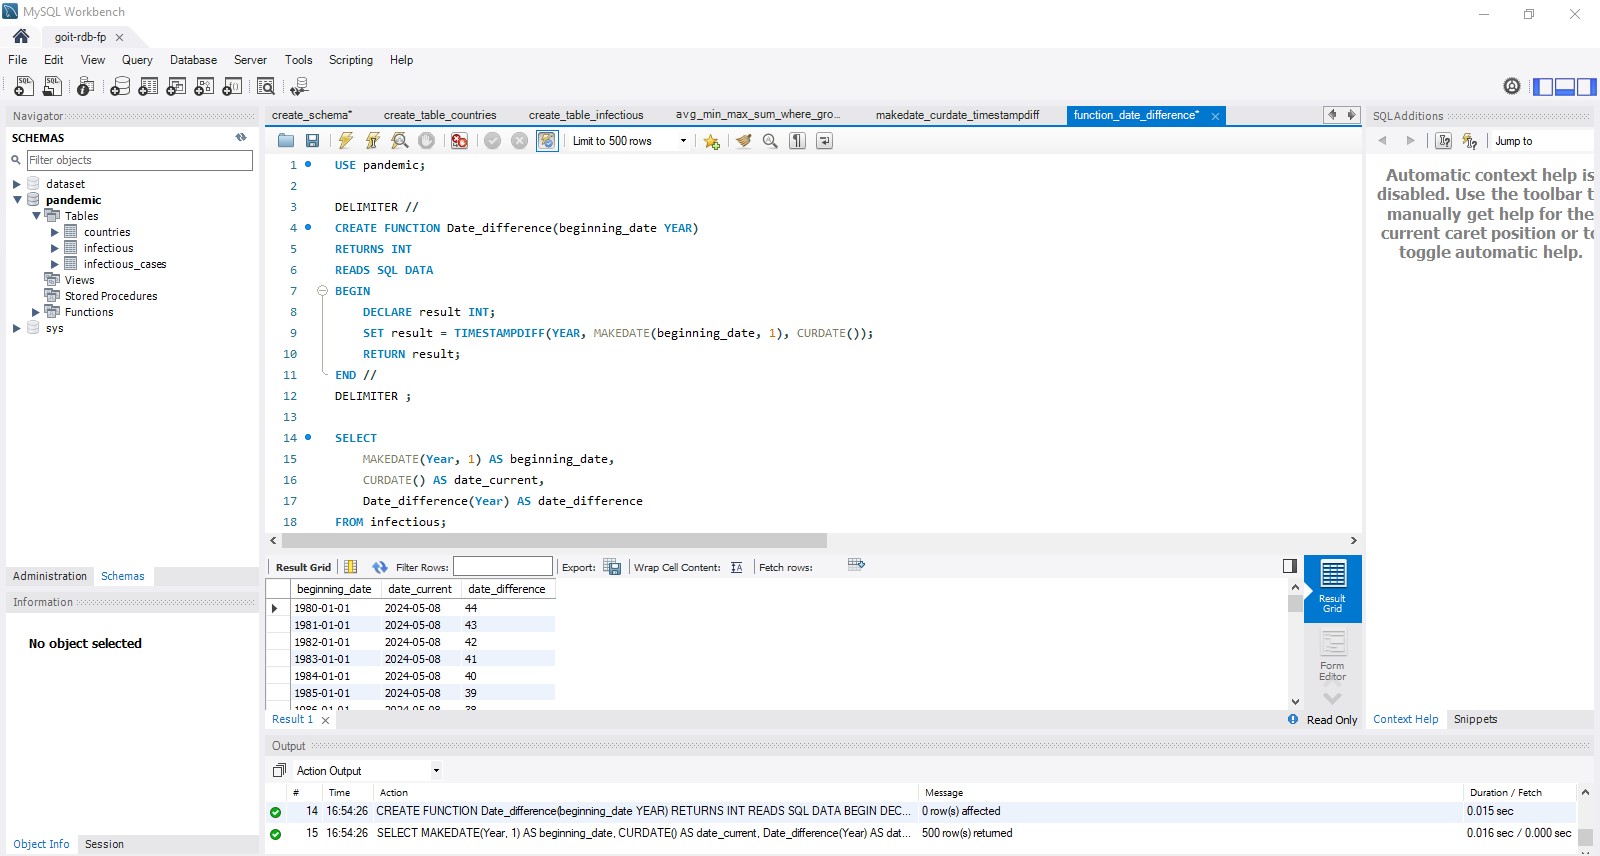 MySQL Workbench
goit-rdb-fp
File Edit View Query Database Server Tools Scripting Help
Navigator
SCHEMAS
Filter objects
dataset
pandemic
Tables
countries
infectious
infectious_cases
Views
Stored Procedures
Functions
sys
Administration Schemas
Information
No object selected
Object Info Session
create_schema* create_table_countries create_table_infectious avg_min_max_sum_where_gro... makedate_curdate_timestampdiff function_date_difference*
Limit to 500 rows
1 USE pandemic;
2
3 DELIMITER //
4 CREATE FUNCTION Date_difference(beginning_date YEAR)
5 RETURNS INT
6 READS SQL DATA
7 BEGIN
8 DECLARE result INT;
9 SET result = TIMESTAMPDIFF(YEAR, MAKEDATE(beginning_date, 1), CURDATE());
10 RETURN result;
11 END //
12 DELIMITER ;
13
14 SELECT
15 MAKEDATE(Year, 1) AS beginning_date,
16 CURDATE() AS date_current,
17 Date_difference(Year) AS date_difference
18 FROM infectious;
Result Grid Filter Rows: Export: Wrap Cell Content: Fetch rows:
beginning_date date_current date_difference
1980-01-01 2024-05-08 44
1981-01-01 2024-05-08 43
1982-01-01 2024-05-08 42
1983-01-01 2024-05-08 41
1984-01-01 2024-05-08 40
1985-01-01 2024-05-08 39
1986-01-01 2024-05-08 38
Result Grid
Form Editor
Result 1
Read Only
SQLAdditions
Jump to
Automatic context help is
disabled. Use the toolbar t
manually get help for the
current caret position or to
toggle automatic help.
Context Help Snippets
Output
Action Output
# Time Action Message Duration / Fetch
14 16:54:26 CREATE FUNCTION Date_difference(beginning_date YEAR) RETURNS INT READS SQL DATA BEGIN DEC... 0 row(s) affected 0.015 sec
15 16:54:26 SELECT MAKEDATE(Year, 1) AS beginning_date, CURDATE() AS date_current, Date_difference(Year) AS dat... 500 row(s) returned 0.016 sec / 0.000 sec